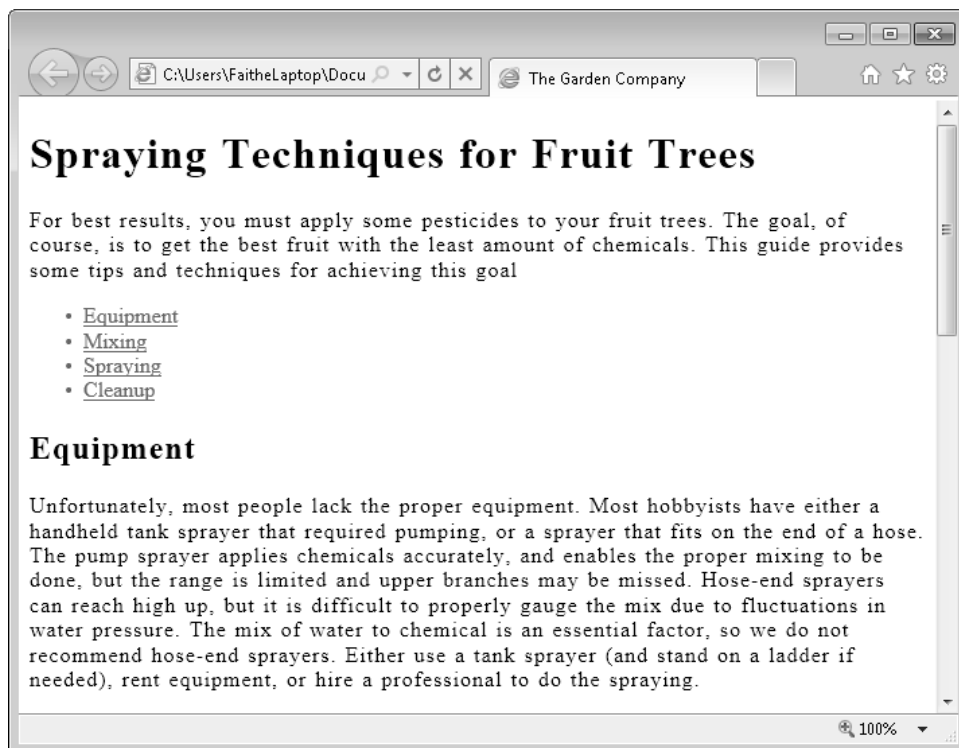 C:\Users\FaitheLaptop\Docu
The Garden Company
Spraying Techniques for Fruit Trees
For best results, you must apply some pesticides to your fruit trees. The goal, of
course, is to get the best fruit with the least amount of chemicals. This guide provides
some tips and techniques for achieving this goal
• Equipment
• Mixing
• Spraying
• Cleanup
Equipment
Unfortunately, most people lack the proper equipment. Most hobbyists have either a
handheld tank sprayer that required pumping, or a sprayer that fits on the end of a hose.
The pump sprayer applies chemicals accurately, and enables the proper mixing to be
done, but the range is limited and upper branches may be missed. Hose-end sprayers
can reach high up, but it is difficult to properly gauge the mix due to fluctuations in
water pressure. The mix of water to chemical is an essential factor, so we do not
recommend hose-end sprayers. Either use a tank sprayer (and stand on a ladder if
needed), rent equipment, or hire a professional to do the spraying.
100%